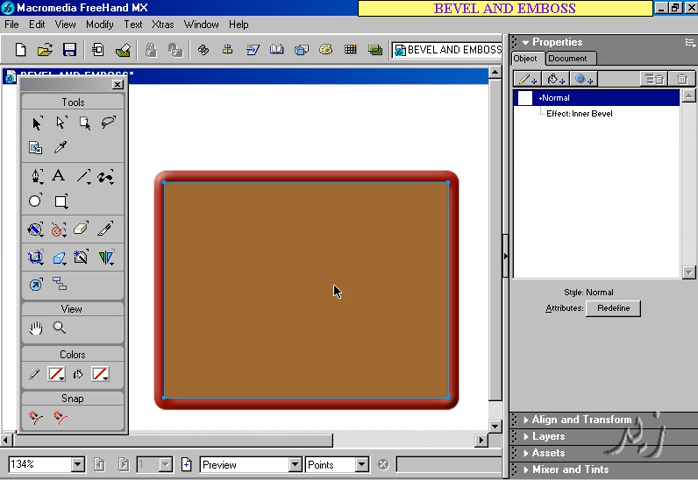 Macromedia FreeHand MX
BEVEL AND EMBOSS
File Edit View Modify Text Xtras Window Help
BEVEL AND EMBOSS
BEVEL AND EMBOSS*
Tools
A
View
Colors
Snap
134%
1
Preview
Points
Properties
Object
Document
+Normal
Effect: Inner Bevel
Style: Normal
Attributes:
Redefine
Align and Transform
Layers
Assets
Mixer and Tints